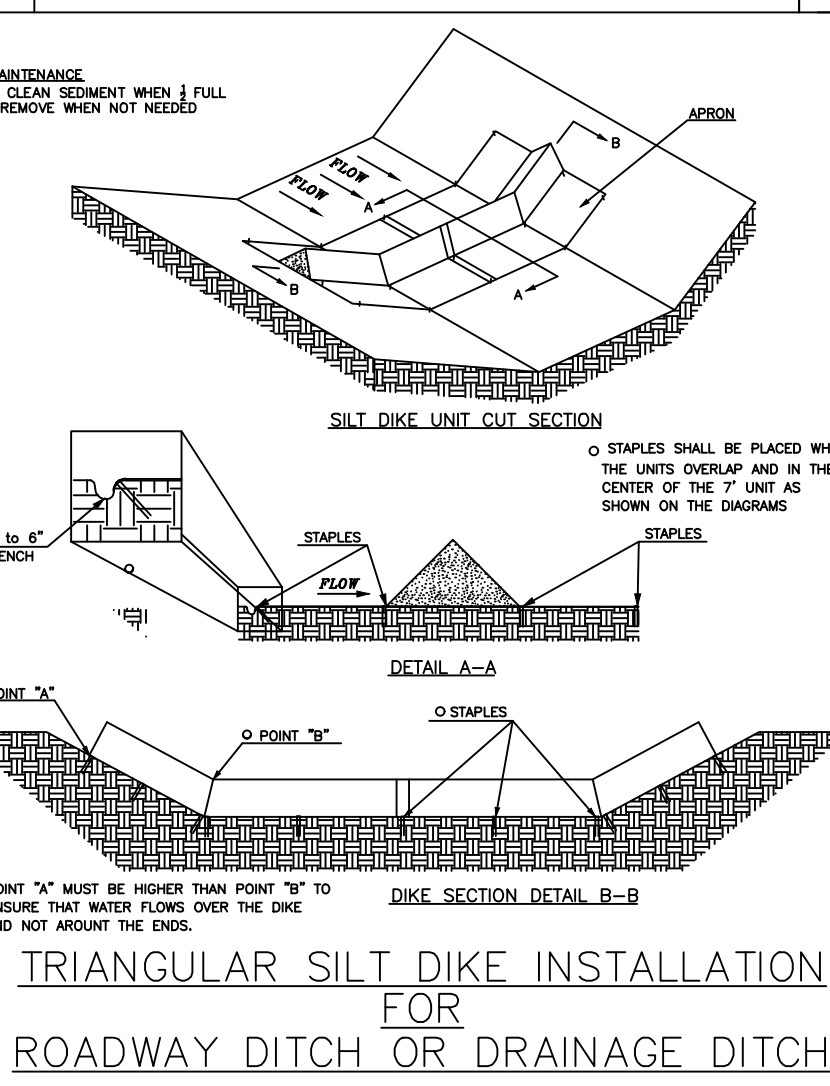 AINTENANCE
CLEAN SEDIMENT WHEN ½ FULL
REMOVE WHEN NOT NEEDED
APRON
B
FLOW
FLOW
A
B
A
SILT DIKE UNIT CUT SECTION
STAPLES SHALL BE PLACED WH
THE UNITS OVERLAP AND IN THE
CENTER OF THE 7' UNIT AS
SHOWN ON THE DIAGRAMS
to 6"
ENCH
STAPLES
STAPLES
FLOW
DETAIL A-A
OINT "A"
POINT "B"
STAPLES
OINT "A" MUST BE HIGHER THAN POINT "B" TO
NSURE THAT WATER FLOWS OVER THE DIKE
ND NOT AROUNT THE ENDS.
DIKE SECTION DETAIL B-B
TRIANGULAR SILT DIKE INSTALLATION
FOR
ROADWAY DITCH OR DRAINAGE DITCH